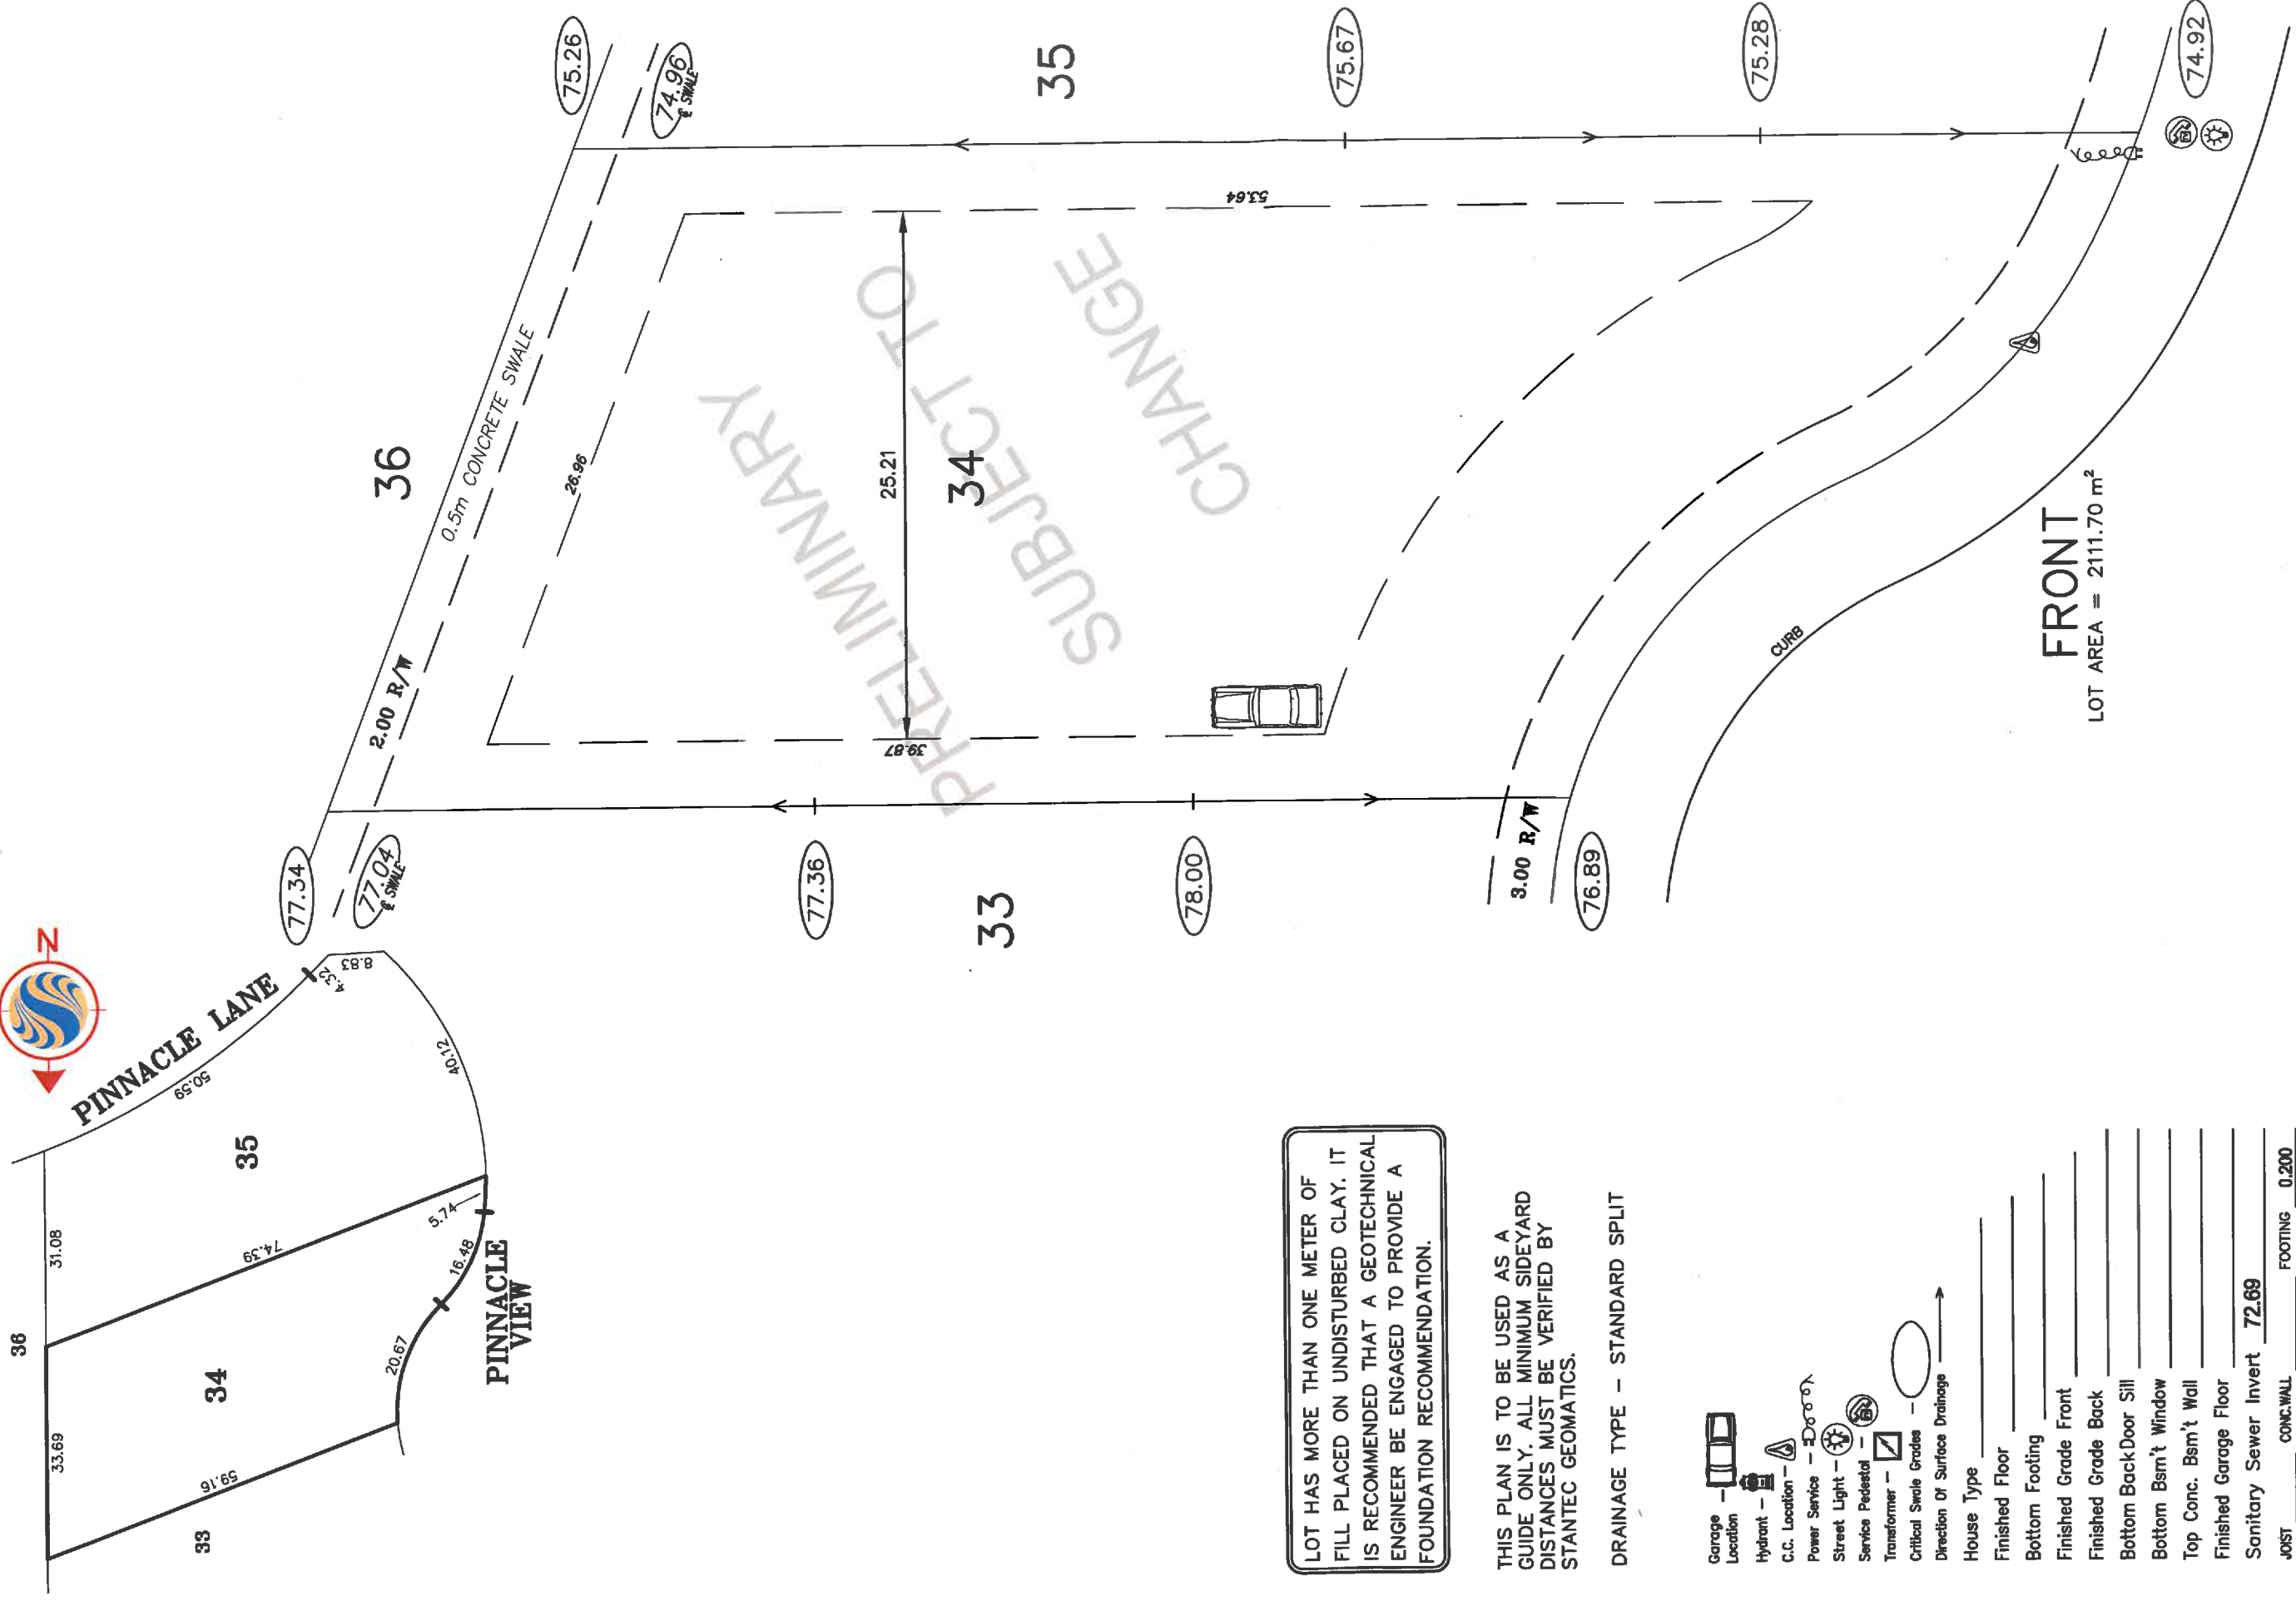 N
PINNACLE LANE
50.59
4.32
8.83
40.12
36
31.08
33.69
35
74.39
34
5.74
16.48
20.67
59.16
33
PINNACLE
VIEW
36
0.5m CONCRETE SWALE
2.00 R/W
77.34
77.04
℄ SWALE
75.26
74.96
℄ SWALE
26.96
25.21
34
39.87
53.64
PRELIMINARY
SUBJECT TO
CHANGE
33
35
77.36
78.00
75.67
75.28
74.92
76.89
3.00 R/W
CURB
FRONT
LOT AREA = 2111.70 m²
LOT HAS MORE THAN ONE METER OF
FILL PLACED ON UNDISTURBED CLAY. IT
IS RECOMMENDED THAT A GEOTECHNICAL
ENGINEER BE ENGAGED TO PROVIDE A
FOUNDATION RECOMMENDATION.
THIS PLAN IS TO BE USED AS A
GUIDE ONLY. ALL MINIMUM SIDEYARD
DISTANCES MUST BE VERIFIED BY
STANTEC GEOMATICS.
DRAINAGE TYPE – STANDARD SPLIT
Garage –
Location
Hydrant –
C.C. Location –
Power Service –
Street Light –
Service Pedestal –
Transformer –
Critical Swale Grades –
Direction Of Surface Drainage
House Type
Finished Floor
Bottom Footing
Finished Grade Front
Finished Grade Back
Bottom Back Door Sill
Bottom Bsm't Window
Top Conc. Bsm't Wall
Finished Garage Floor
Sanitary Sewer Invert 72.69
JOIST CONC.WALL FOOTING 0.200